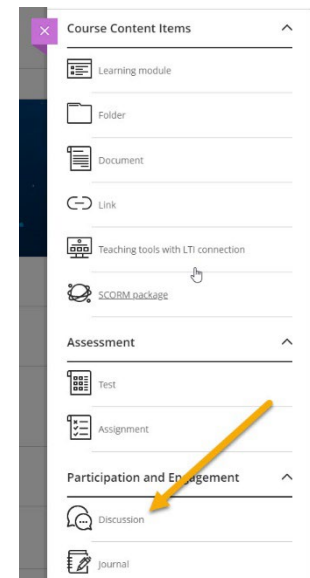 Course Content Items
Learning module
Folder
Document
Link
Teaching tools with LTI connection
SCORM package
Assessment
Test
Assignment
Participation and Engagement
Discussion
Journal